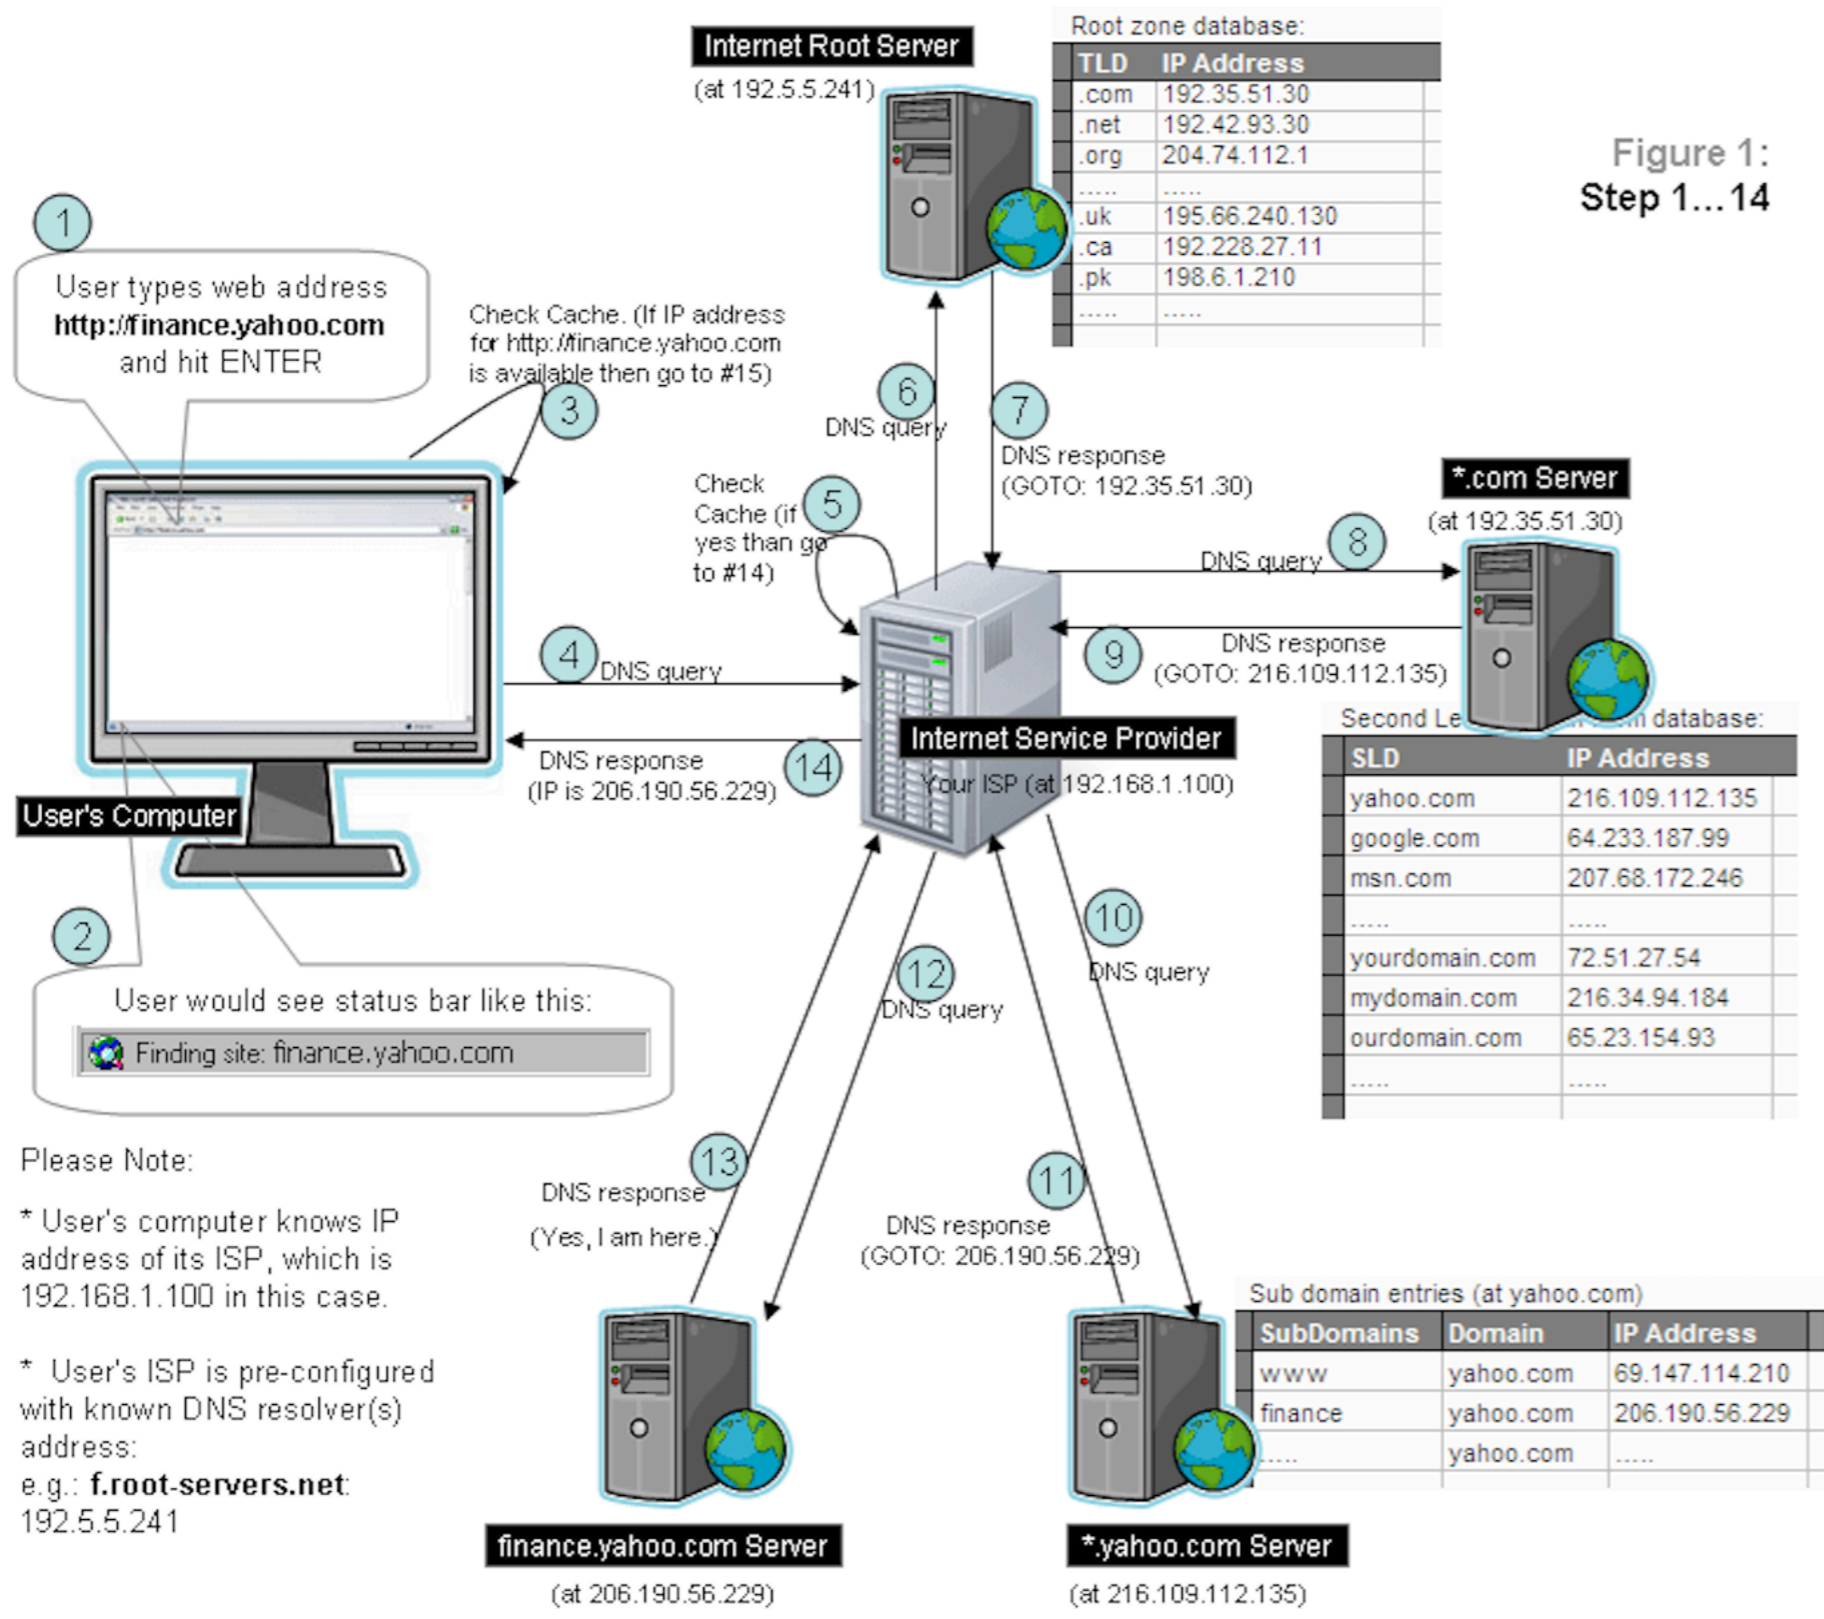 Internet Root Server
(at 192.5.5.241)
Root zone database:
TLD IP Address
.com 192.35.51.30
.net 192.42.93.30
.org 204.74.112.1
..... .....
.uk 195.66.240.130
.ca 192.228.27.11
.pk 198.6.1.210
..... .....
Figure 1:
Step 1...14
1
User types web address
http://finance.yahoo.com
and hit ENTER
Check Cache. (If IP address
for http://finance.yahoo.com
is available then go to #15)
3
6
DNS query
7
DNS response
(GOTO: 192.35.51.30)
Check
Cache (if
yes than go
to #14)
5
*.com Server
(at 192.35.51.30)
8
DNS query
9
DNS response
(GOTO: 216.109.112.135)
4
DNS query
DNS response
(IP is 206.190.56.229)
14
Internet Service Provider
Your ISP (at 192.168.1.100)
User's Computer
Second Le database:
SLD IP Address
yahoo.com 216.109.112.135
google.com 64.233.187.99
msn.com 207.68.172.246
..... .....
yourdomain.com 72.51.27.54
mydomain.com 216.34.94.184
ourdomain.com 65.23.154.93
..... .....
2
User would see status bar like this:
Finding site: finance.yahoo.com
10
DNS query
12
DNS query
13
DNS response
(Yes, I am here.)
11
DNS response
(GOTO: 206.190.56.229)
Please Note:
* User's computer knows IP
address of its ISP, which is
192.168.1.100 in this case.
* User's ISP is pre-configured
with known DNS resolver(s)
address:
e.g.: f.root-servers.net:
192.5.5.241
Sub domain entries (at yahoo.com)
SubDomains Domain IP Address
www yahoo.com 69.147.114.210
finance yahoo.com 206.190.56.229
..... yahoo.com .....
finance.yahoo.com Server
(at 206.190.56.229)
*.yahoo.com Server
(at 216.109.112.135)